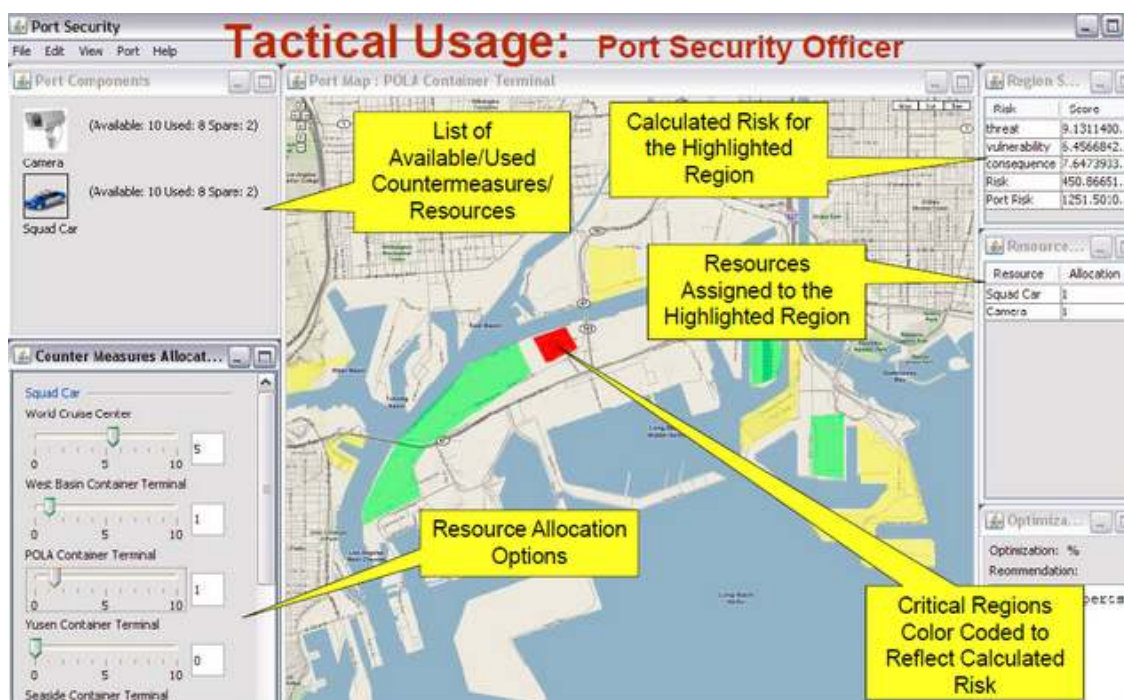 Port Security
Tactical Usage: Port Security Officer
File Edit View Port Help
Port Components
(Available: 10 Used: 8 Spare: 2)
Camera
(Available: 10 Used: 8 Spare: 2)
Squad Car
Port Map : POLA Container Terminal
List of
Available/Used
Countermeasures/
Resources
Calculated Risk for
the Highlighted
Region
Region S...
Risk Score
threat 9.1311400.
vulnerability 6.4566842.
consequence 7.6473933.
Risk 450.86651.
Port Risk 1251.5010.
Resources
Assigned to the
Highlighted Region
Resource...
Resource Allocation
Squad Car 1
Camera 1
Counter Measures Allocat...
Squad Car
World Cruise Center
5
0 5 10
West Basin Container Terminal
1
0 5 10
POLA Container Terminal
1
0 5 10
Yusen Container Terminal
0
0 5 10
Seaside Container Terminal
Resource Allocation
Options
Critical Regions
Color Coded to
Reflect Calculated
Risk
Optimiza...
Optimization: %
Reommendation: